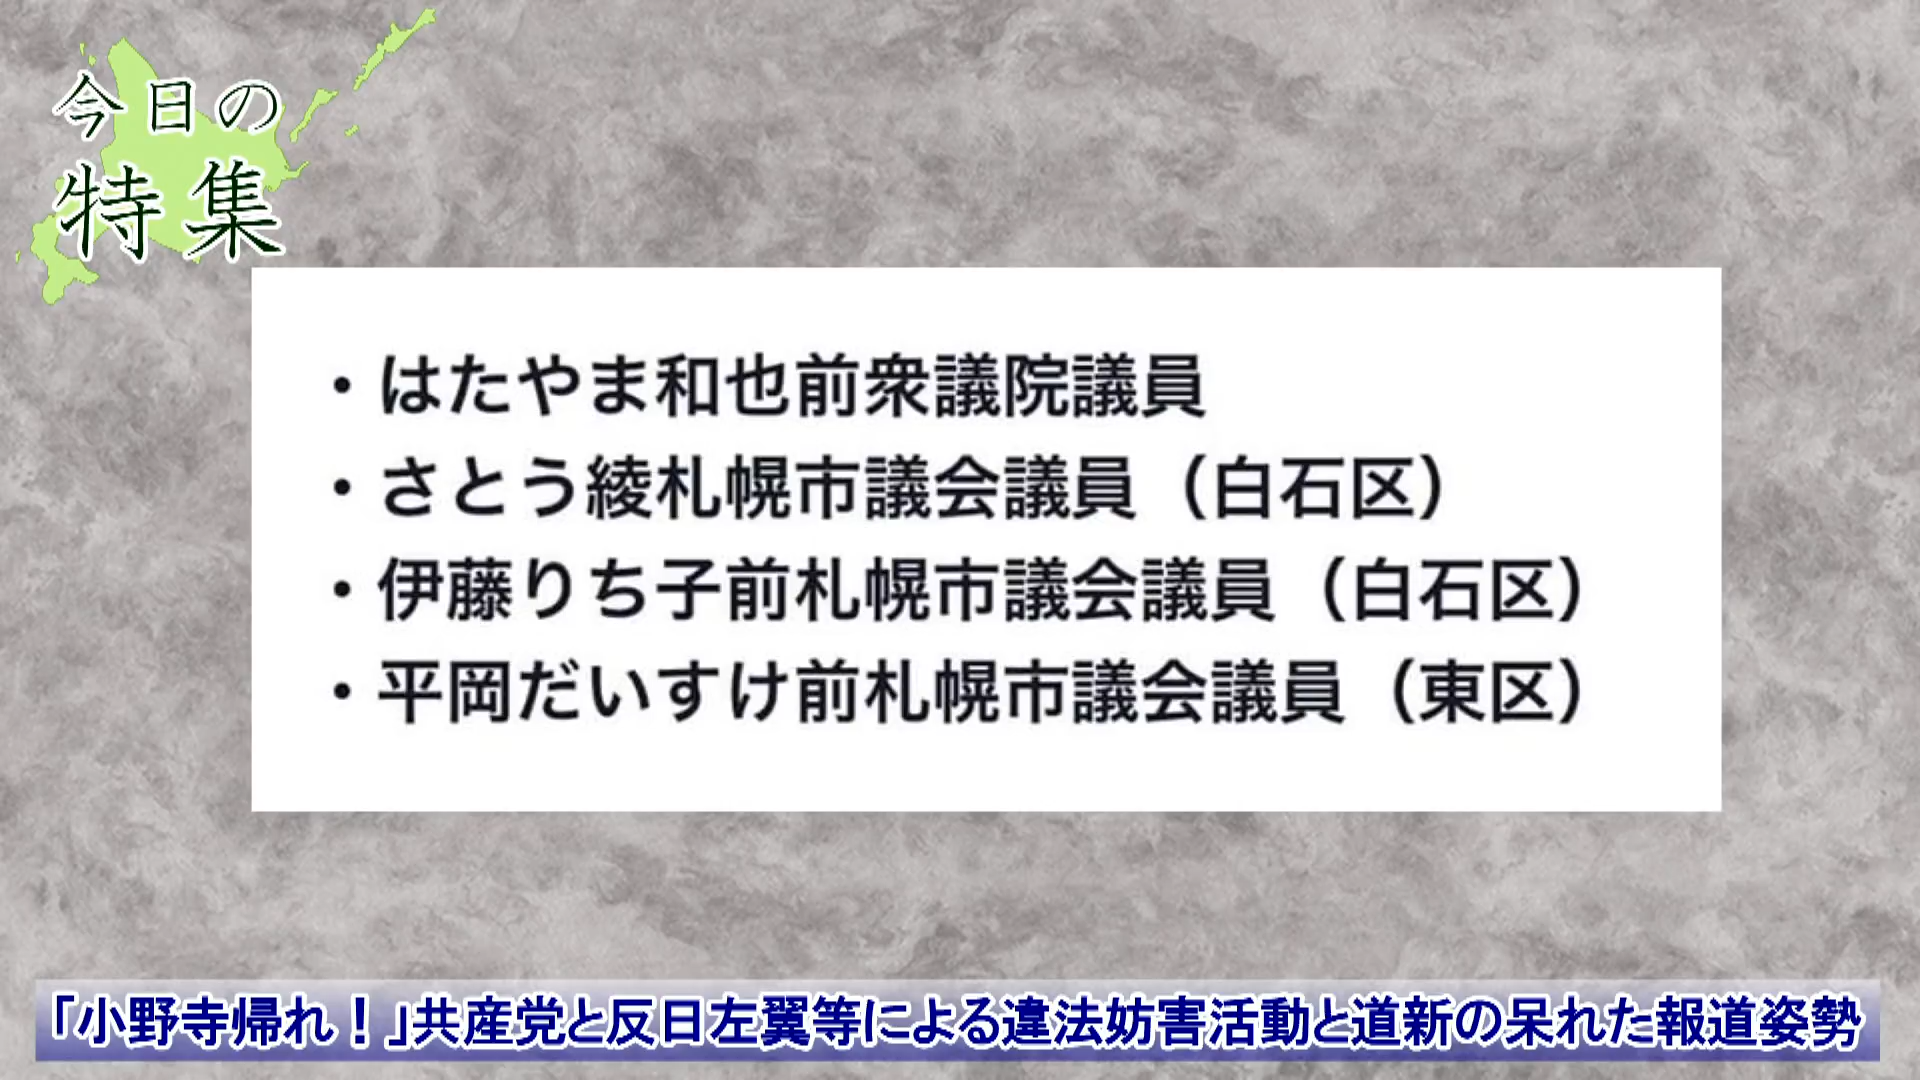 今日の
特集
・はたやま和也前衆議院議員
・さとう綾札幌市議会議員（白石区）
・伊藤りち子前札幌市議会議員（白石区）
・平岡だいすけ前札幌市議会議員（東区）
「小野寺帰れ！」共産党と反日左翼等による違法妨害活動と道新の呆れた報道姿勢